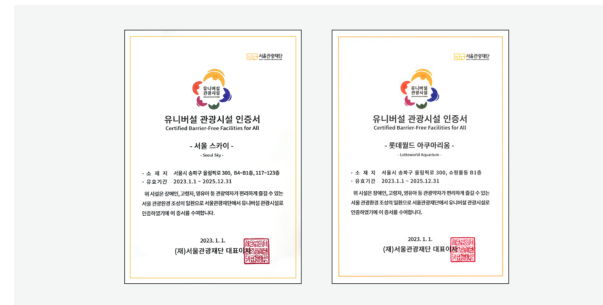 서울관광재단
유니버설
관광시설
유니버설 관광시설 인증서
Certified Barrier-Free Facilities for All
- 서울 스카이 -
- Seoul Sky -
· 소 재 지 서울시 송파구 올림픽로 300, B4~B1층, 117~123층
· 유효기간 2023.1.1 ~ 2025.12.31
위 시설은 장애인, 고령자, 영유아 등 관광약자가 편리하게 즐길 수 있는
서울 관광환경 조성의 일환으로 서울관광재단에서 유니버설 관광시설로
인증하였기에 이 증서를 수여합니다.
2023. 1. 1.
(재)서울관광재단 대표이사
서울관광재단
유니버설
관광시설
유니버설 관광시설 인증서
Certified Barrier-Free Facilities for All
- 롯데월드 아쿠아리움 -
- Lotteworld Aquarium -
· 소 재 지 서울시 송파구 올림픽로 300, 쇼핑몰동 B1층
· 유효기간 2023.1.1 ~ 2025.12.31
위 시설은 장애인, 고령자, 영유아 등 관광약자가 편리하게 즐길 수 있는
서울 관광환경 조성의 일환으로 서울관광재단에서 유니버설 관광시설로
인증하였기에 이 증서를 수여합니다.
2023. 1. 1.
(재)서울관광재단 대표이사